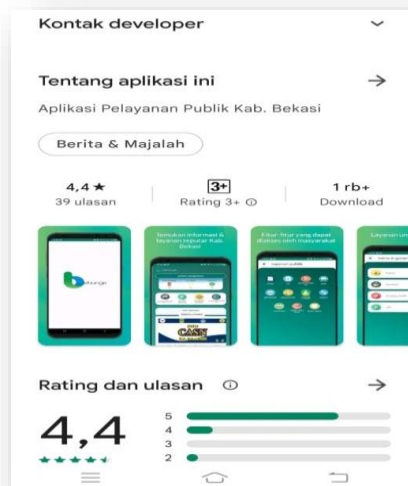 Kontak developer
Tentang aplikasi ini
Aplikasi Pelayanan Publik Kab. Bekasi
Berita & Majalah
4,4★
39 ulasan
3+
Rating 3+
1 rb+
Download
Temukan informasi &
layanan seputar Kab.
Bekasi
Fitur-fitur yang dapat
diakses oleh masyarakat
Rating dan ulasan
4,4
5
4
3
2